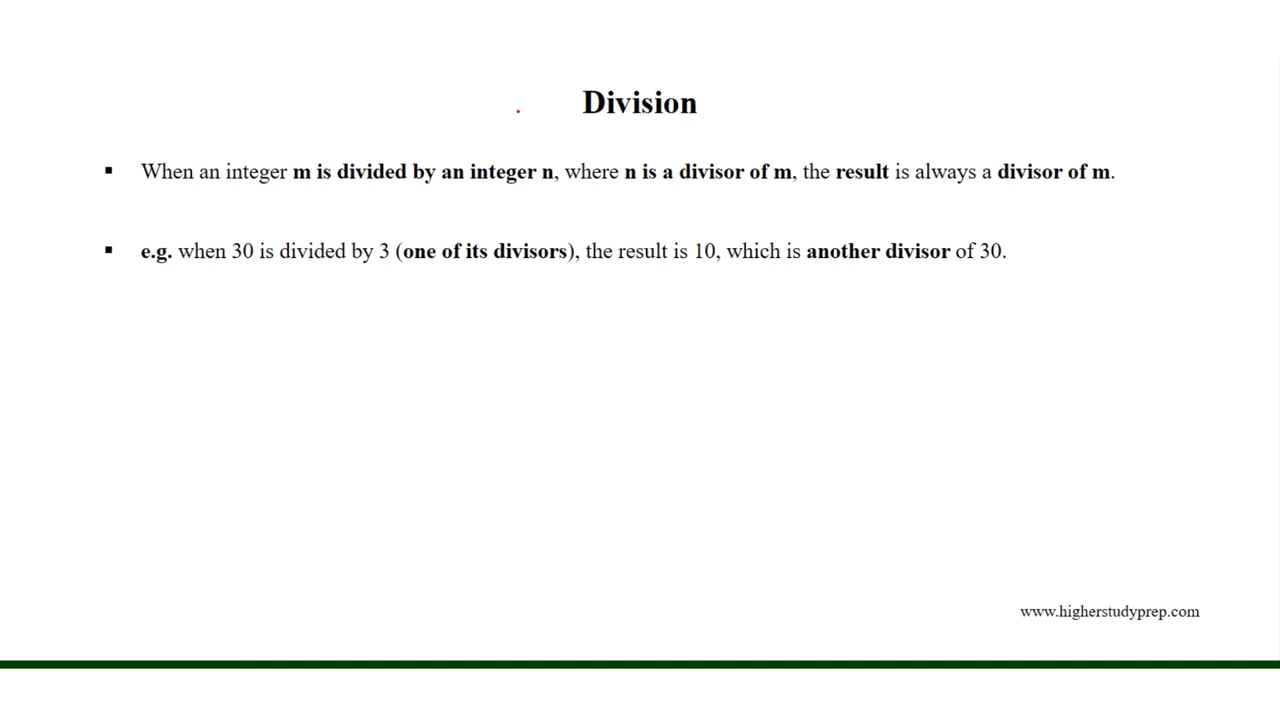 Division
▪ When an integer m is divided by an integer n, where n is a divisor of m, the result is always a divisor of m.
▪ e.g. when 30 is divided by 3 (one of its divisors), the result is 10, which is another divisor of 30.
www.higherstudyprep.com